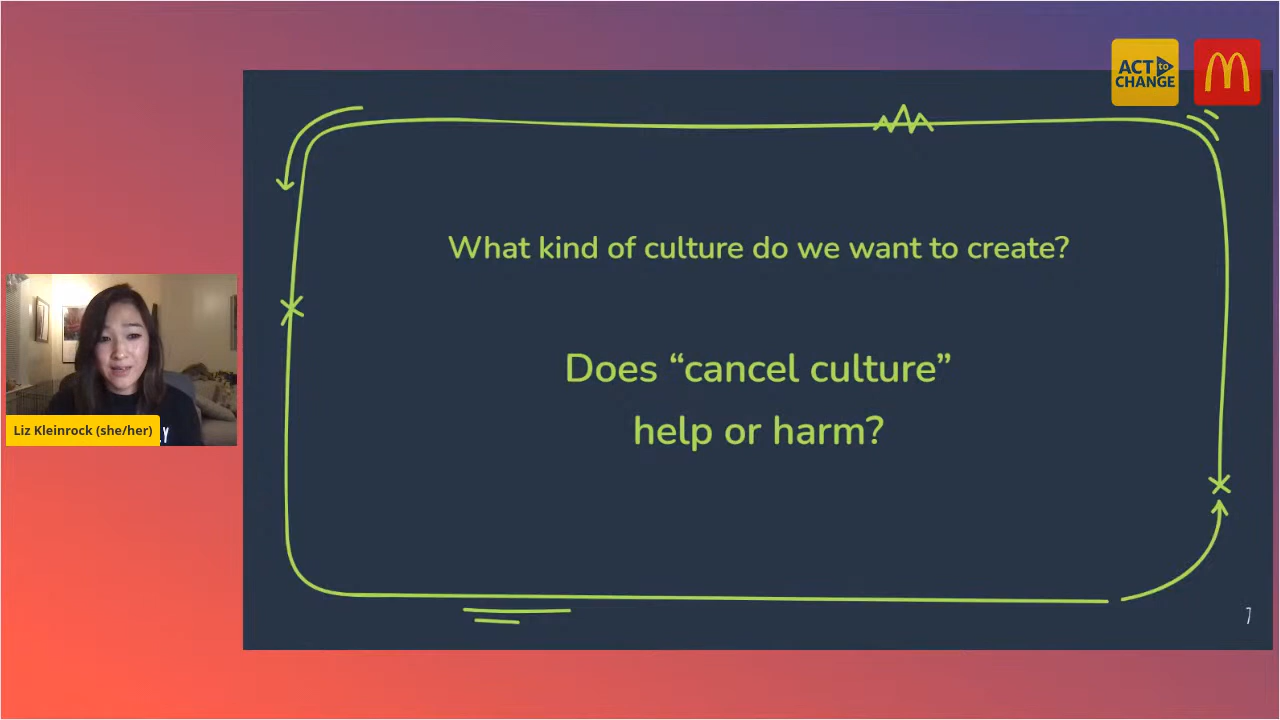 ACT to
CHANGE
What kind of culture do we want to create?
Does “cancel culture”
help or harm?
Liz Kleinrock (she/her)
LY
7